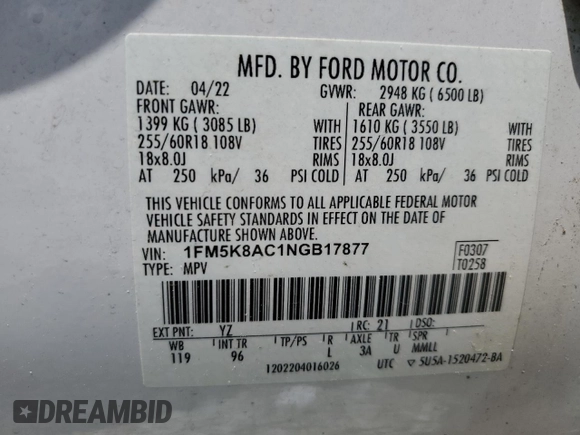 MFD. BY FORD MOTOR CO.
DATE: 04/22 GVWR: 2948 KG ( 6500 LB)
FRONT GAWR: REAR GAWR:
1399 KG ( 3085 LB) WITH 1610 KG ( 3550 LB) WITH
255/60R18 108V TIRES 255/60R18 108V TIRES
18x8.0J RIMS 18x8.0J RIMS
AT 250 kPa/ 36 PSI COLD AT 250 kPa/ 36 PSI COLD
THIS VEHICLE CONFORMS TO ALL APPLICABLE FEDERAL MOTOR
VEHICLE SAFETY STANDARDS IN EFFECT ON THE DATE OF
MANUFACTURE SHOWN ABOVE.
VIN: 1FM5K8AC1NGB17877 F0307
TYPE: MPV T0258
EXT PNT: YZ RC: 21 DSO:
WB INT TR TP/PS R AXLE TR SPR
119 96 L 3A U MMLL
1202204016026 UTC ▽ 5U5A-1520472-BA
DREAMBID